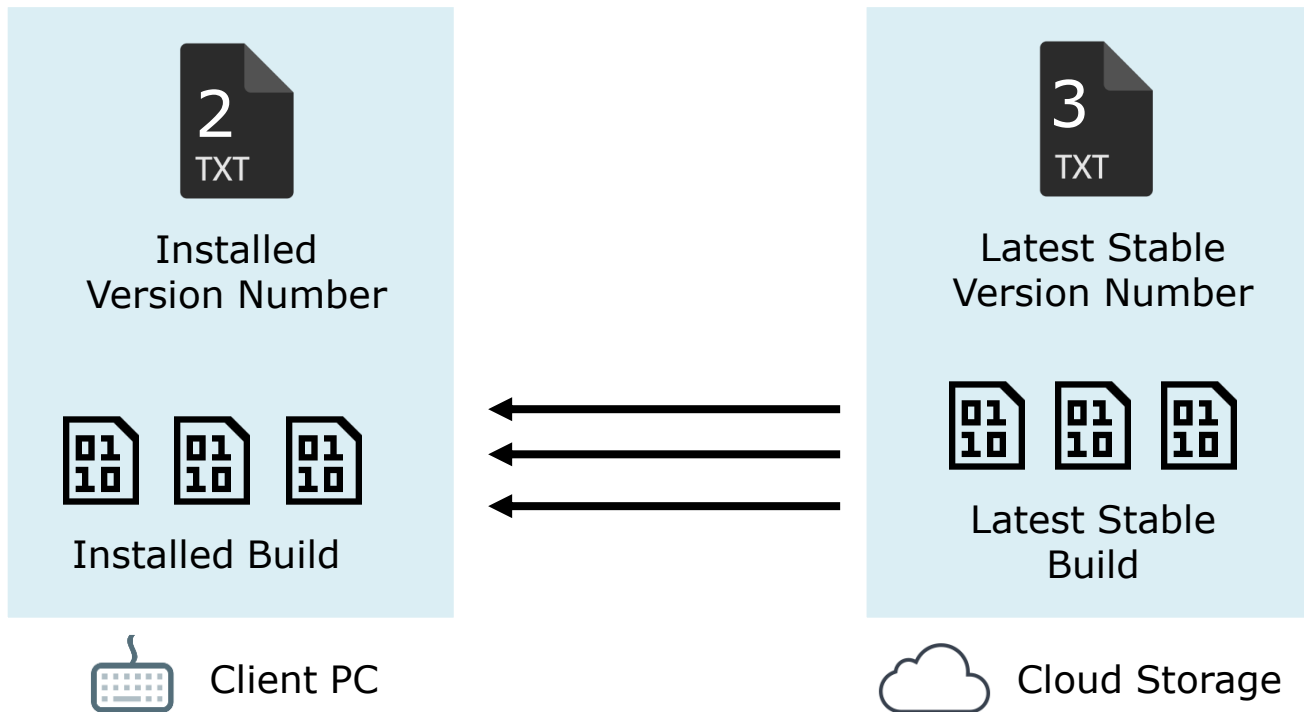 2
TXT
Installed
Version Number
01
10
01
10
01
10
Installed Build
Client PC
3
TXT
Latest Stable
Version Number
01
10
01
10
01
10
Latest Stable
Build
Cloud Storage